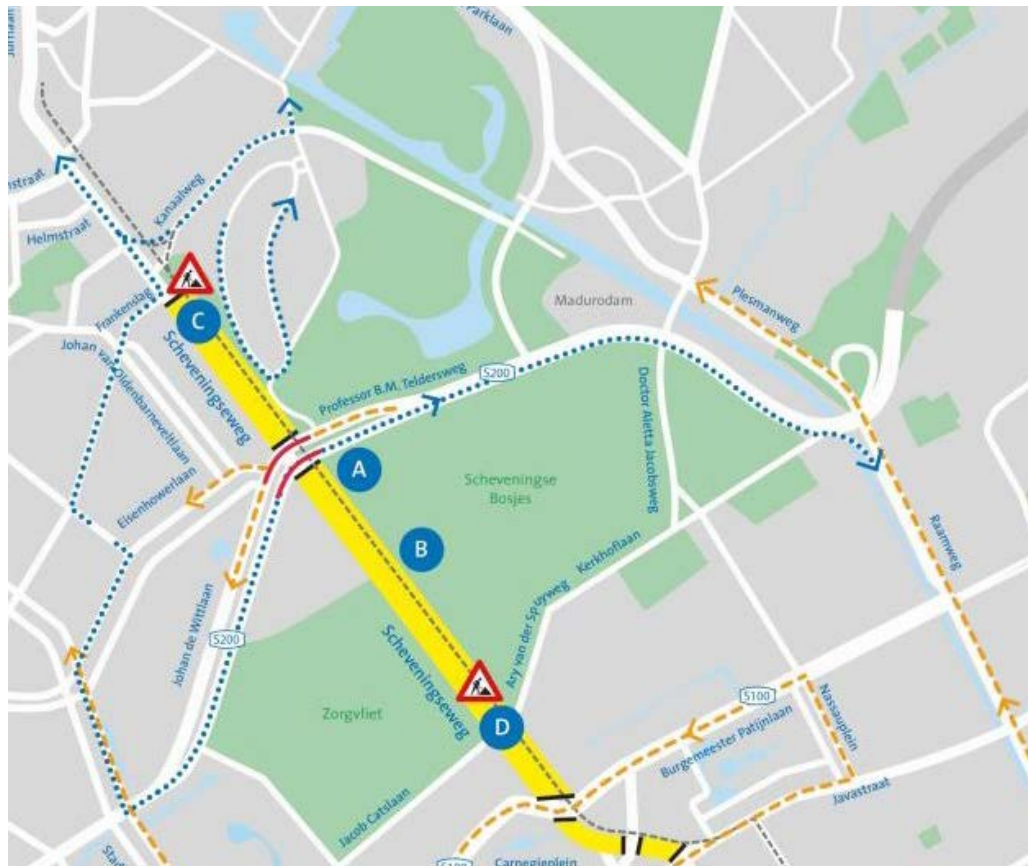 Parklaan
Kanaalweg
Helmstraat
Frankenslag
Johan van Oldenbarneveltlaan
C
Scheveningseweg
Madurodam
Plesmanweg
Professor B.M. Teldersweg
S200
Doctor Aletta Jacobsweg
A
Scheveningse
Bosjes
Eisenhowerlaan
B
Kerkhoflaan
Raamweg
Johan de Wittlaan
S200
Ary van der Spuyweg
Scheveningseweg
Zorgvliet
D
S100
Nassauplein
Burgemeester Patijnlaan
Javastraat
Jacob Catslaan
S100
Carnegieplein